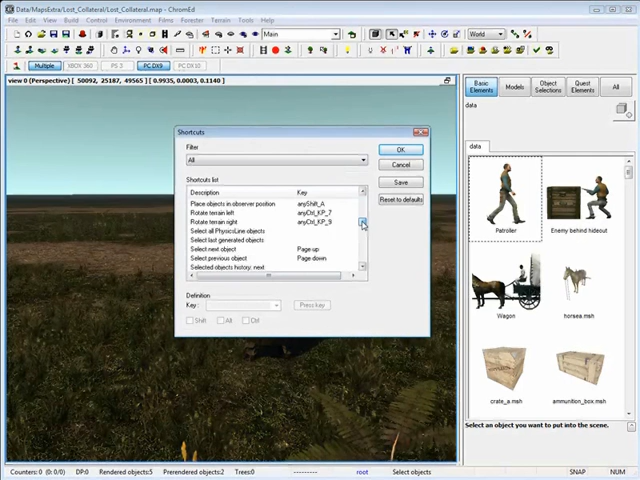 Data/MapsExtra/Lost_Collateral/Lost_Collateral.map - ChromEd
File Edit View Environment Effects Films Forester Terrain Tools Help
Main
World
Multiple XBOX 360 PS 3 PC DX9 PC DX10
view 0 (Perspective) [ 50092, 25187, 49565] [ 0.9935, 0.0003, 0.1140]
Basic Elements
Models
Object Selections
Quest Elements
All
data
data
Shortcuts
Filter
All
OK
Cancel
Save
Reset to defaults
Shortcuts list
Description Key
Place objects in observer position anyShift_A
Rotate terrain left anyCtrl_KP_7
Rotate terrain right anyCtrl_KP_9
Select all PhysicsLine objects
Select last generated objects
Select next object Page up
Select previous object Page down
Selected objects history: next
Definition
Key:
Press key
Shift Alt Ctrl
Patroller
Enemy behind hideout
Wagon
horsea.msh
crate_a.msh
ammunition_box.msh
Select an object you want to put into the scene.
Counters: 0 (0: 0/0) DP:0 Rendered objects:5 Prerendered objects:2 Trees:0 --------- root Select objects SNAP NUM